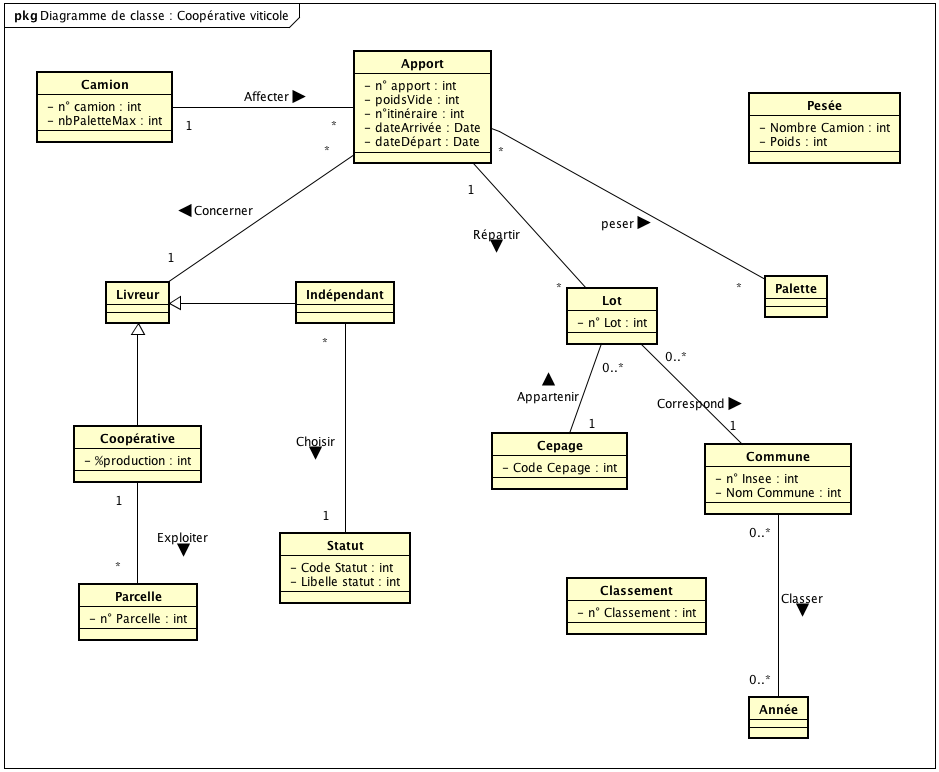 pkg Diagramme de classe : Coopérative viticole
Apport
- n° apport : int
- poidsVide : int
- n°itinéraire : int
- dateArrivée : Date
- dateDépart : Date
Camion
- n° camion : int
- nbPaletteMax : int
Affecter
1
*
Pesée
- Nombre Camion : int
- Poids : int
*
*
Concerner
1
1
Répartir
*
peser
*
Livreur
Indépendant
Lot
- n° Lot : int
Palette
*
0..*
0..*
Appartenir
Correspond
1
1
Choisir
1
Coopérative
- %production : int
Cepage
- Code Cepage : int
Commune
- n° Insee : int
- Nom Commune : int
1
Exploiter
*
Statut
- Code Statut : int
- Libelle statut : int
0..*
Parcelle
- n° Parcelle : int
Classement
- n° Classement : int
Classer
0..*
Année